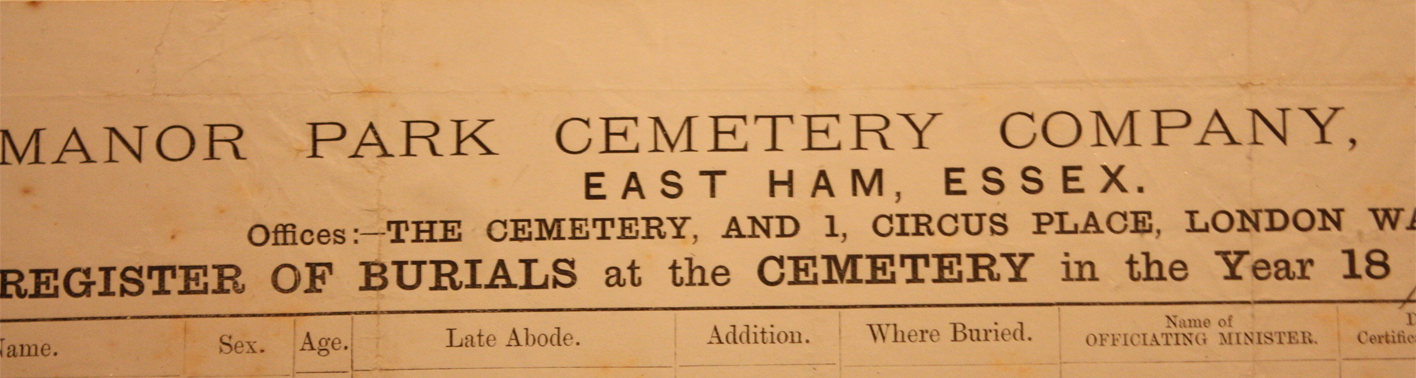 MANOR PARK CEMETERY COMPANY,
EAST HAM, ESSEX.
Offices:—THE CEMETERY, AND 1, CIRCUS PLACE, LONDON
REGISTER OF BURIALS at the CEMETERY in the Year 18
Name. Sex. Age. Late Abode. Addition. Where Buried. Name of OFFICIATING MINISTER.